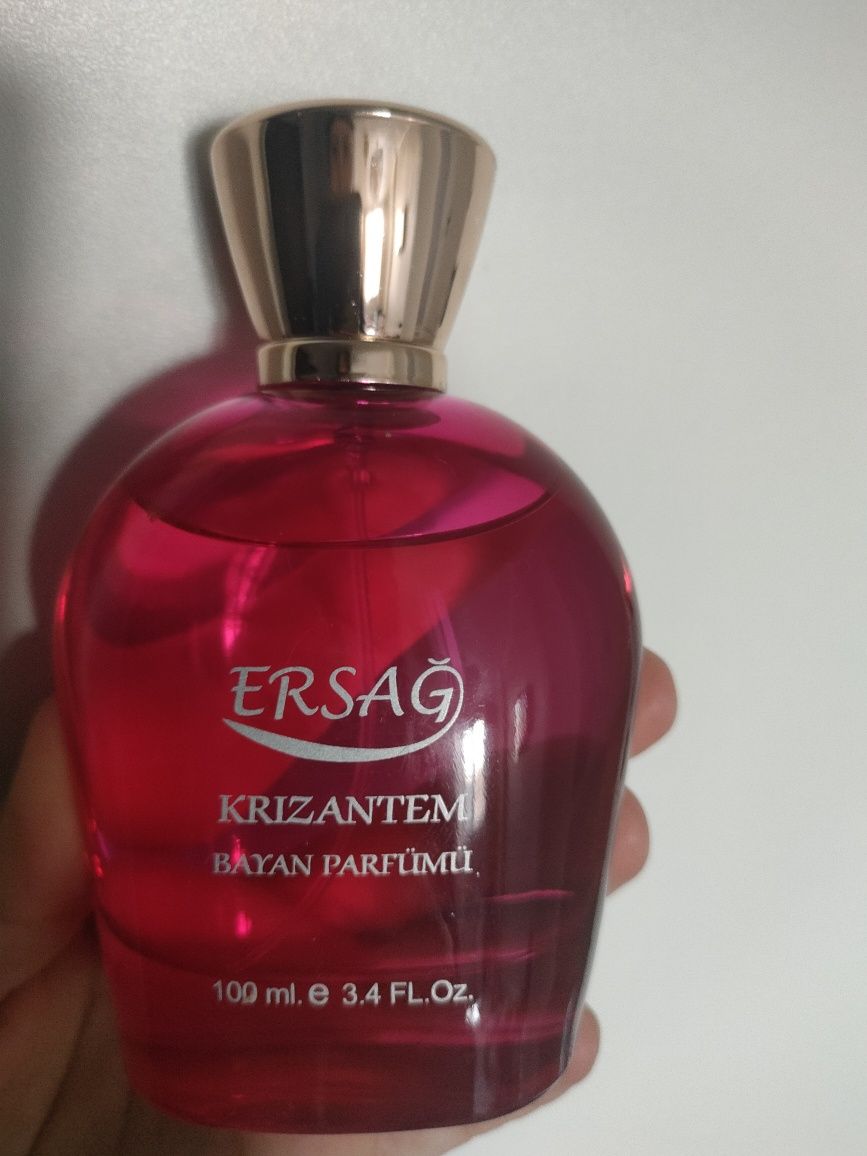 ERSAĞ
KRIZANTEM
BAYAN PARFÜMÜ
100 ml. e 3.4 FL.Oz.